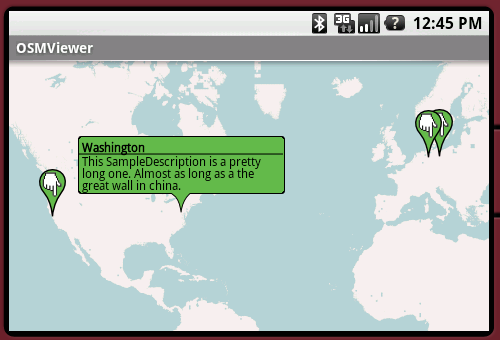 3G 12:45 PM
OSMViewer
Washington
This SampleDescription is a pretty
long one. Almost as long as a the
great wall in china.